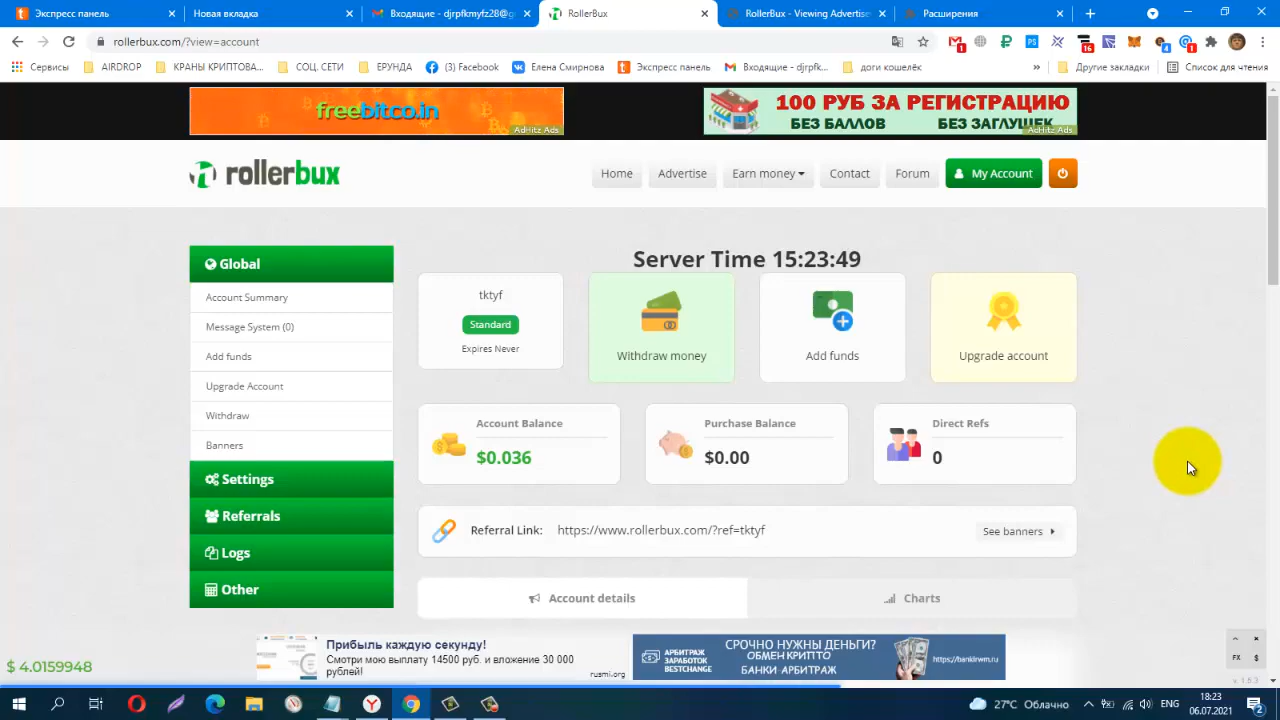 Экспресс панель
Новая вкладка
Входящие - djrpfkmyfz28@g
RollerBux
RollerBux - Viewing Advertise
Расширения
rollerbux.com/?view=account
Сервисы
AIRDROP
КРАНЫ КРИПТОВА...
СОЦ. СЕТИ
ЕРУНДА
(3) Facebook
Елена Смирнова
Экспресс панель
Входящие - djrpfk...
доги кошелёк
»
Другие закладки
Список для чтения
freebitco.in
AdHitz Ads
100 РУБ ЗА РЕГИСТРАЦИЮ
БЕЗ БАЛЛОВ БЕЗ ЗАГЛУШЕК
AdHitz Ads
rollerbux
Home
Advertise
Earn money
Contact
Forum
My Account
Global
Account Summary
Message System (0)
Add funds
Upgrade Account
Withdraw
Banners
Settings
Referrals
Logs
Other
Server Time 15:23:49
tktyf
Standard
Expires Never
Withdraw money
Add funds
Upgrade account
Account Balance
$0.036
Purchase Balance
$0.00
Direct Refs
0
Referral Link: https://www.rollerbux.com/?ref=tktyf
See banners
Account details
Charts
$ 4.0159948
Прибыль каждую секунду!
Смотри мою выплату 14500 руб. и вложение 30 000
рублей!
rusmi.org
АРБИТРАЖ
ЗАРАБОТОК
BESTCHANGE
СРОЧНО НУЖНЫ ДЕНЬГИ?
ОБМЕН КРИПТО
БАНКИ-АРБИТРАЖ
https://bankirwm.ru
FX $
v 1.6.3
27°C Облачно
ENG
18:23
06.07.2021